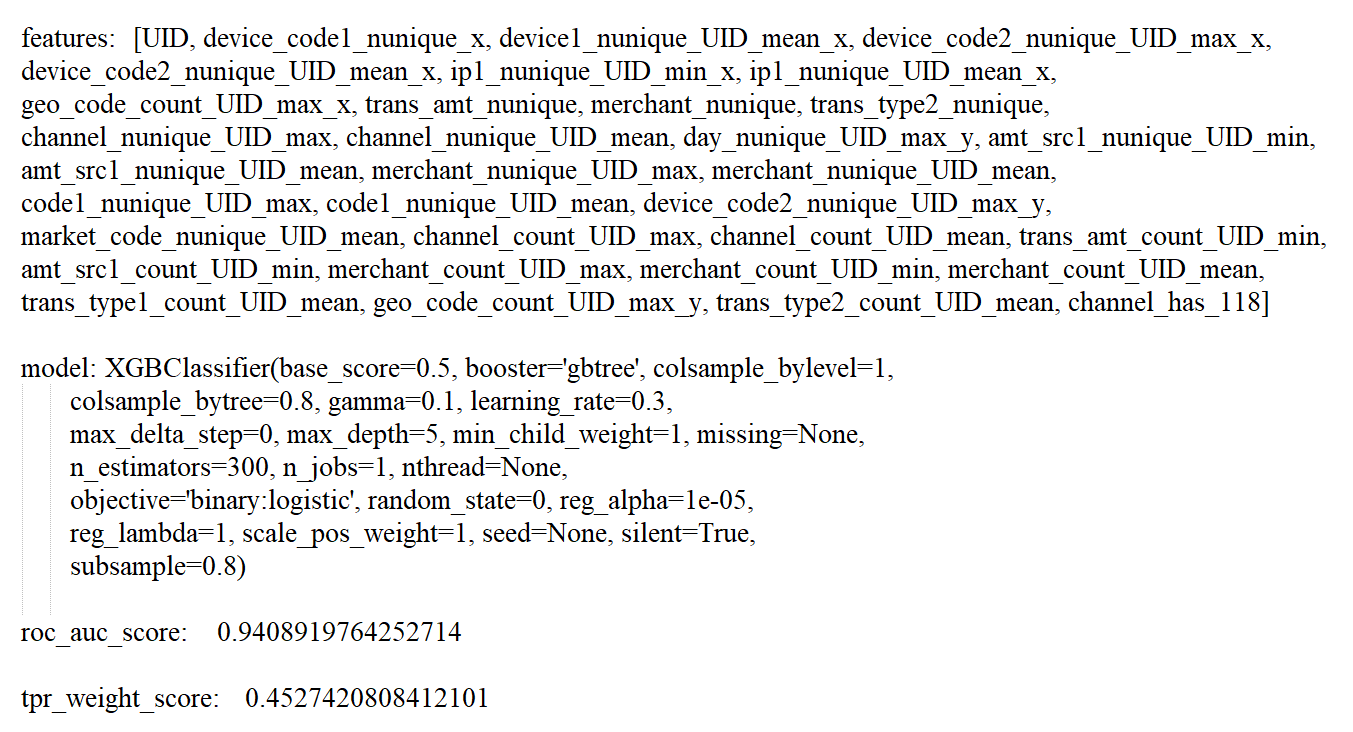 features:  [UID, device_code1_nunique_x, device1_nunique_UID_mean_x, device_code2_nunique_UID_max_x,
device_code2_nunique_UID_mean_x, ip1_nunique_UID_min_x, ip1_nunique_UID_mean_x,
geo_code_count_UID_max_x, trans_amt_nunique, merchant_nunique, trans_type2_nunique,
channel_nunique_UID_max, channel_nunique_UID_mean, day_nunique_UID_max_y, amt_src1_nunique_UID_min,
amt_src1_nunique_UID_mean, merchant_nunique_UID_max, merchant_nunique_UID_mean,
code1_nunique_UID_max, code1_nunique_UID_mean, device_code2_nunique_UID_max_y,
market_code_nunique_UID_mean, channel_count_UID_max, channel_count_UID_mean, trans_amt_count_UID_min,
amt_src1_count_UID_min, merchant_count_UID_max, merchant_count_UID_min, merchant_count_UID_mean,
trans_type1_count_UID_mean, geo_code_count_UID_max_y, trans_type2_count_UID_mean, channel_has_118]
model: XGBClassifier(base_score=0.5, booster='gbtree', colsample_bylevel=1,
colsample_bytree=0.8, gamma=0.1, learning_rate=0.3,
max_delta_step=0, max_depth=5, min_child_weight=1, missing=None,
n_estimators=300, n_jobs=1, nthread=None,
objective='binary:logistic', random_state=0, reg_alpha=1e-05,
reg_lambda=1, scale_pos_weight=1, seed=None, silent=True,
subsample=0.8)
roc_auc_score:   0.9408919764252714
tpr_weight_score:   0.4527420808412101